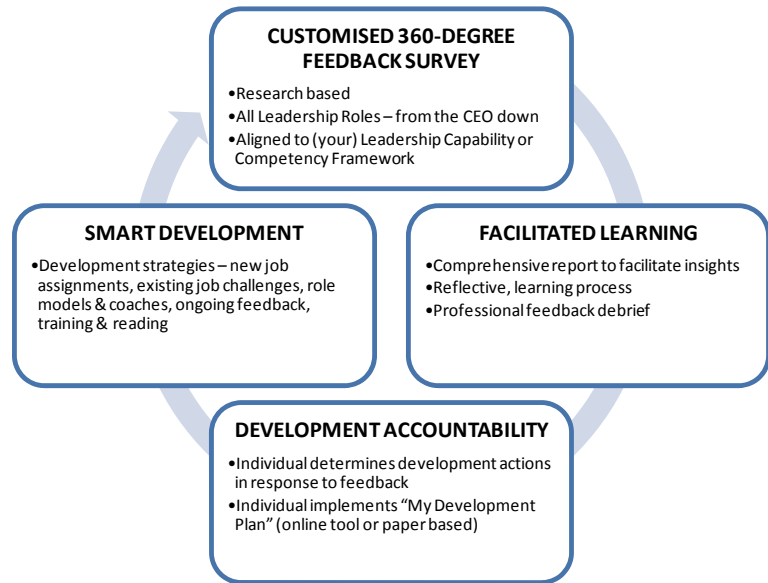 CUSTOMISED 360-DEGREE
FEEDBACK SURVEY
•Research based
•All Leadership Roles – from the CEO down
•Aligned to (your) Leadership Capability or
Competency Framework
SMART DEVELOPMENT
•Development strategies – new job
assignments, existing job challenges, role
models & coaches, ongoing feedback,
training & reading
FACILITATED LEARNING
•Comprehensive report to facilitate insights
•Reflective, learning process
•Professional feedback debrief
DEVELOPMENT ACCOUNTABILITY
•Individual determines development actions
in response to feedback
•Individual implements “My Development
Plan” (online tool or paper based)